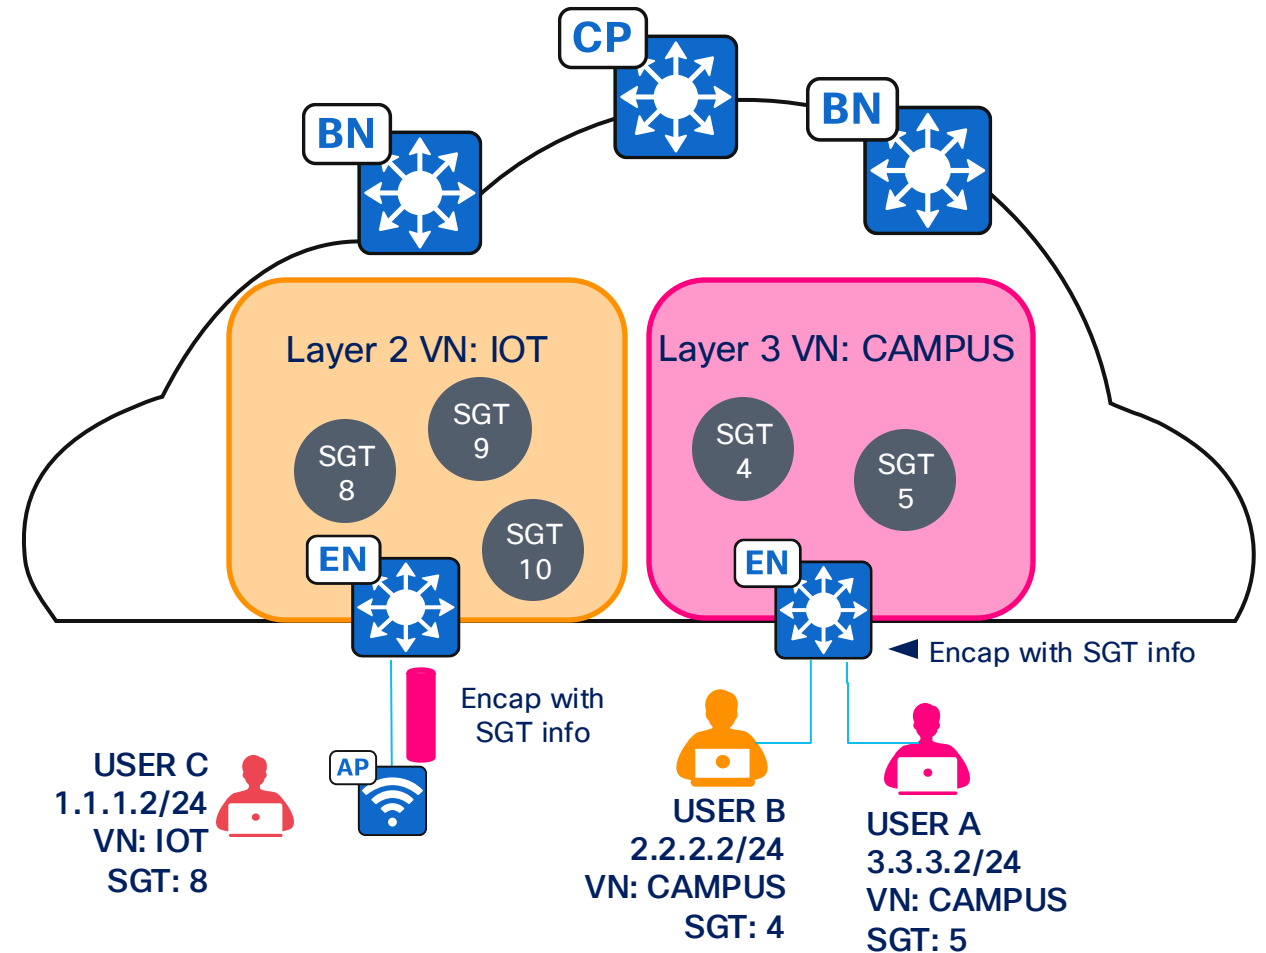 CP
BN
BN
Layer 2 VN: IOT
Layer 3 VN: CAMPUS
SGT
9
SGT
8
SGT
10
SGT
4
SGT
5
EN
EN
Encap with SGT info
Encap with
SGT info
AP
USER C
1.1.1.2/24
VN: IOT
SGT: 8
USER B
2.2.2.2/24
VN: CAMPUS
SGT: 4
USER A
3.3.3.2/24
VN: CAMPUS
SGT: 5